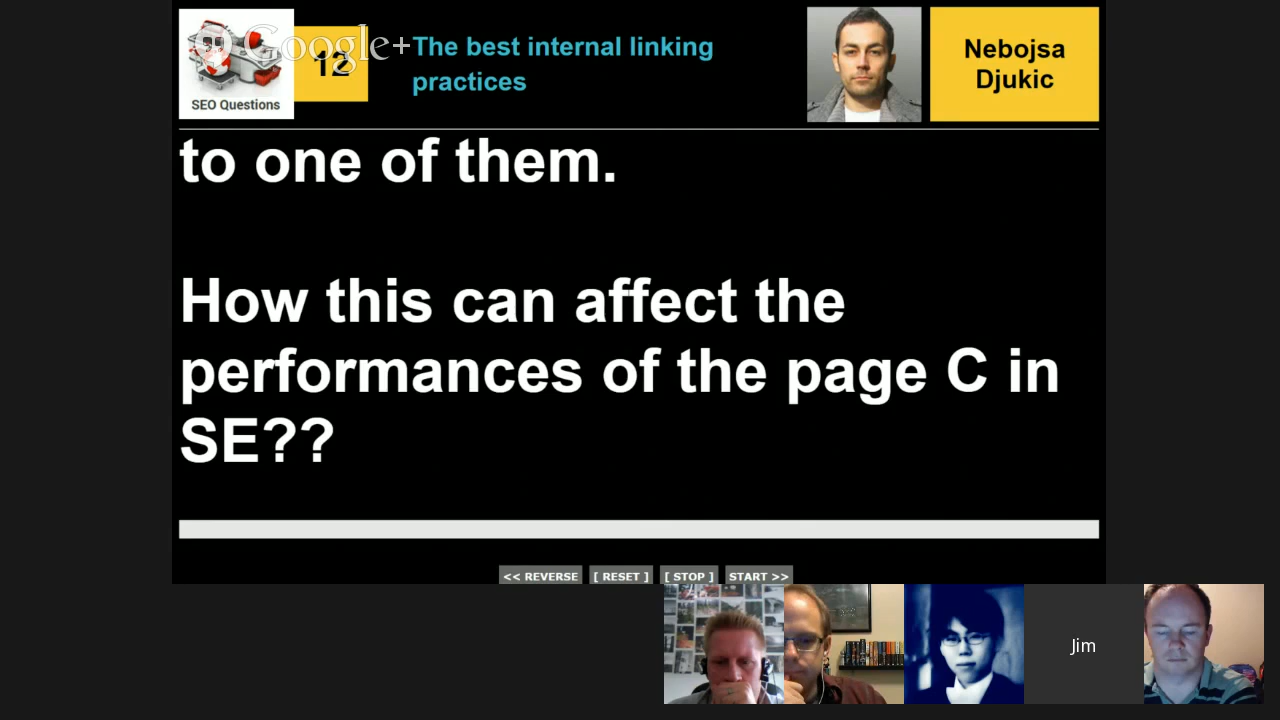 Google+
SEO Questions
12
The best internal linking
practices
Nebojsa
Djukic
to one of them.
How this can affect the
performances of the page C in
SE??
<< REVERSE
[ RESET ]
[ STOP ]
START >>
Jim